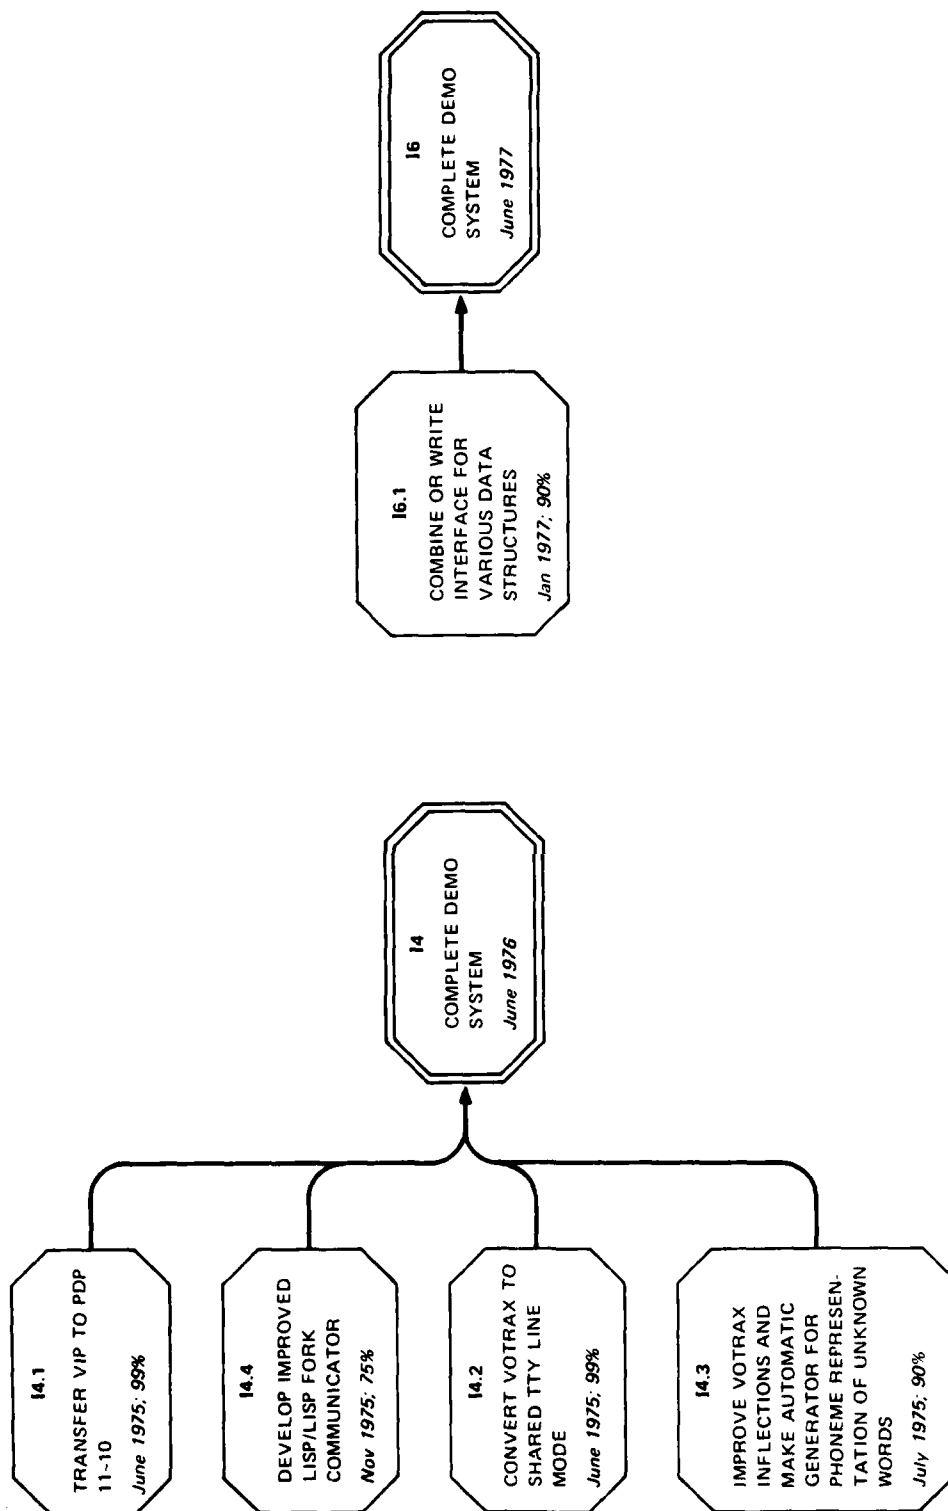 I4.1
TRANSFER VIP TO PDP
11-10
June 1975; 99%
I4.4
DEVELOP IMPROVED
LISP/LISP FORK
COMMUNICATOR
Nov 1975; 75%
I4.2
CONVERT VOTRAX TO
SHARED TTY LINE
MODE
June 1975; 99%
I4.3
IMPROVE VOTRAX
INFLECTIONS AND
MAKE AUTOMATIC
GENERATOR FOR
PHONEME REPRESEN-
TATION OF UNKNOWN
WORDS
July 1975; 90%
I4
COMPLETE DEMO
SYSTEM
June 1976
I6.1
COMBINE OR WRITE
INTERFACE FOR
VARIOUS DATA
STRUCTURES
Jan 1977; 90%
I6
COMPLETE DEMO
SYSTEM
June 1977